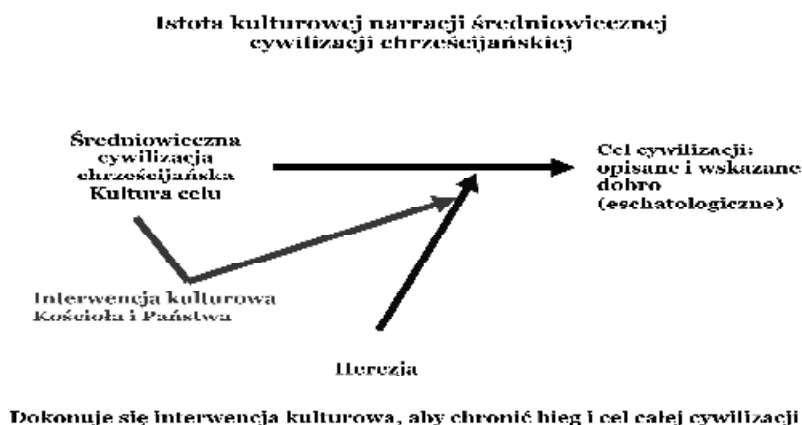 Istota kulturowej narracji średniowiecznej
cywilizacji chrześcijańskiej
Średniowieczna
cywilizacja
chrześcijańska
Kultura celu
Cel cywilizacji:
opisane i wskazane
dobro
(eschatologiczne)
Interwencja kulturowa
Kościoła i Państwa
Herezja
Dokonuje się interwencja kulturowa, aby chronić bieg i cel całej cywilizacji